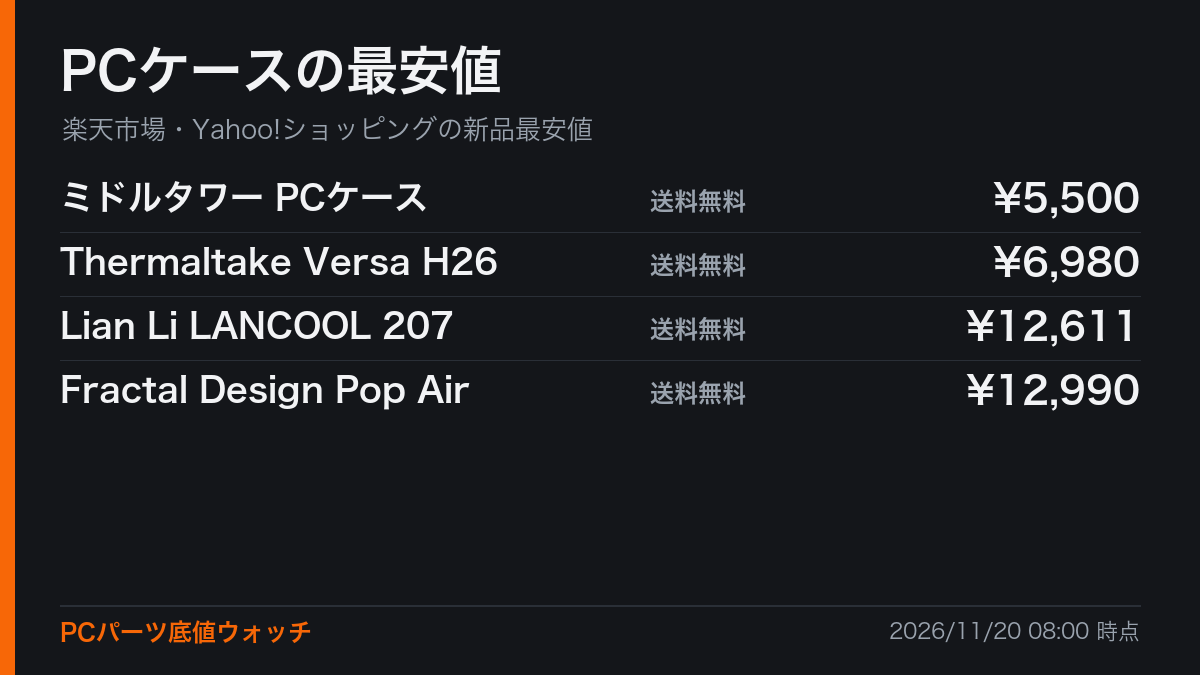 PCケースの最安値
楽天市場・Yahoo!ショッピングの新品最安値
ミドルタワー PCケース 送料無料 ¥5,500
Thermaltake Versa H26 送料無料 ¥6,980
Lian Li LANCOOL 207 送料無料 ¥12,611
Fractal Design Pop Air 送料無料 ¥12,990
PCパーツ底値ウォッチ 2026/11/20 08:00 時点